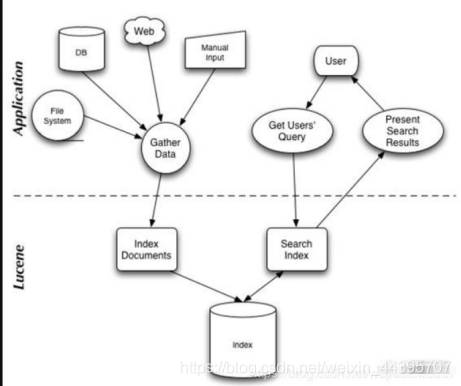 Application
DB
Web
Manual
Input
File
System
Gather
Data
User
Get Users'
Query
Present
Search
Results
Lucene
Index
Documents
Search
Index
Index
https://blog.csdn.net/weixin_44395707